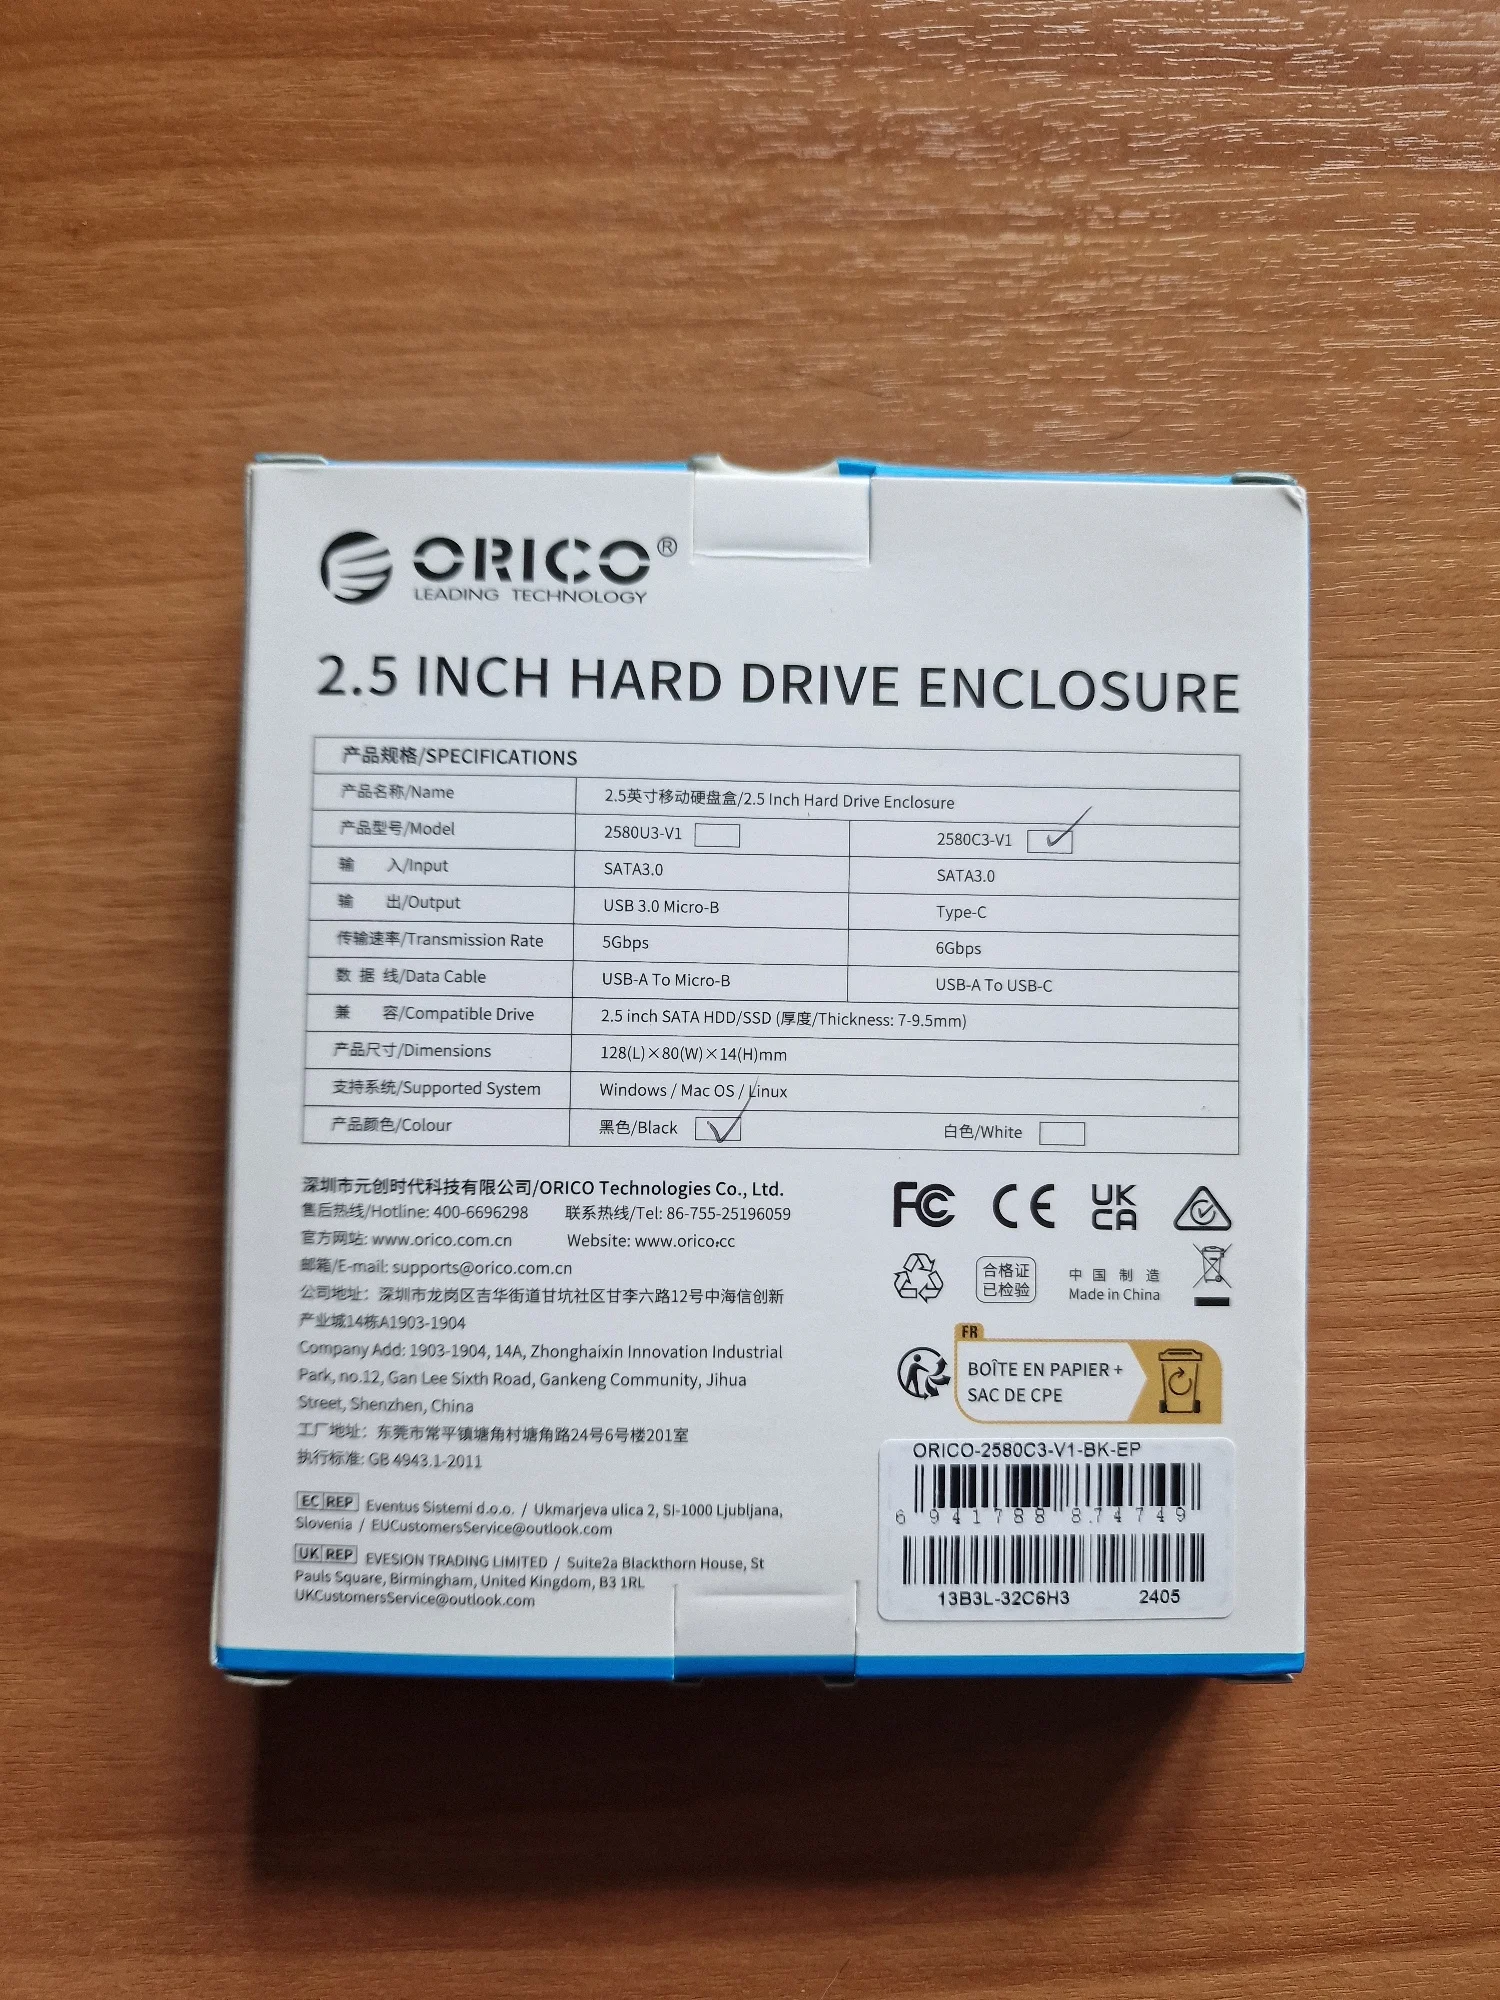 ORICO®
LEADING TECHNOLOGY
2.5 INCH HARD DRIVE ENCLOSURE
产品规格/SPECIFICATIONS
产品名称/Name 2.5英寸移动硬盘盒/2.5 Inch Hard Drive Enclosure
产品型号/Model 2580U3-V1 2580C3-V1 ✓
输 入/Input SATA3.0 SATA3.0
输 出/Output USB 3.0 Micro-B Type-C
传输速率/Transmission Rate 5Gbps 6Gbps
数 据 线/Data Cable USB-A To Micro-B USB-A To USB-C
兼 容/Compatible Drive 2.5 inch SATA HDD/SSD (厚度/Thickness: 7-9.5mm)
产品尺寸/Dimensions 128(L)×80(W)×14(H)mm
支持系统/Supported System Windows / Mac OS / Linux
产品颜色/Colour 黑色/Black ✓ 白色/White
深圳市元创时代科技有限公司/ORICO Technologies Co., Ltd.
售后热线/Hotline: 400-6696298 联系热线/Tel: 86-755-25196059
官方网站: www.orico.com.cn Website: www.orico.cc
邮箱/E-mail: supports@orico.com.cn
公司地址：深圳市龙岗区吉华街道甘坑社区甘李六路12号中海信创新
产业城14栋A1903-1904
Company Add: 1903-1904, 14A, Zhonghaixin Innovation Industrial
Park, no.12, Gan Lee Sixth Road, Gankeng Community, Jihua
Street, Shenzhen, China
工厂地址：东莞市常平镇塘角村塘角路24号6号楼201室
执行标准: GB 4943.1-2011
EC REP Eventus Sistemi d.o.o. / Ukmarjeva ulica 2, SI-1000 Ljubljana,
Slovenia / EUCustomersService@outlook.com
UK REP EVESION TRADING LIMITED / Suite2a Blackthorn House, St
Pauls Square, Birmingham, United Kingdom, B3 1RL
UKCustomersService@outlook.com
FC CE UK
CA
合格证
已检验
中 国 制 造
Made in China
FR
BOÎTE EN PAPIER +
SAC DE CPE
ORICO-2580C3-V1-BK-EP
6 941788 874749
13B3L-32C6H3 2405